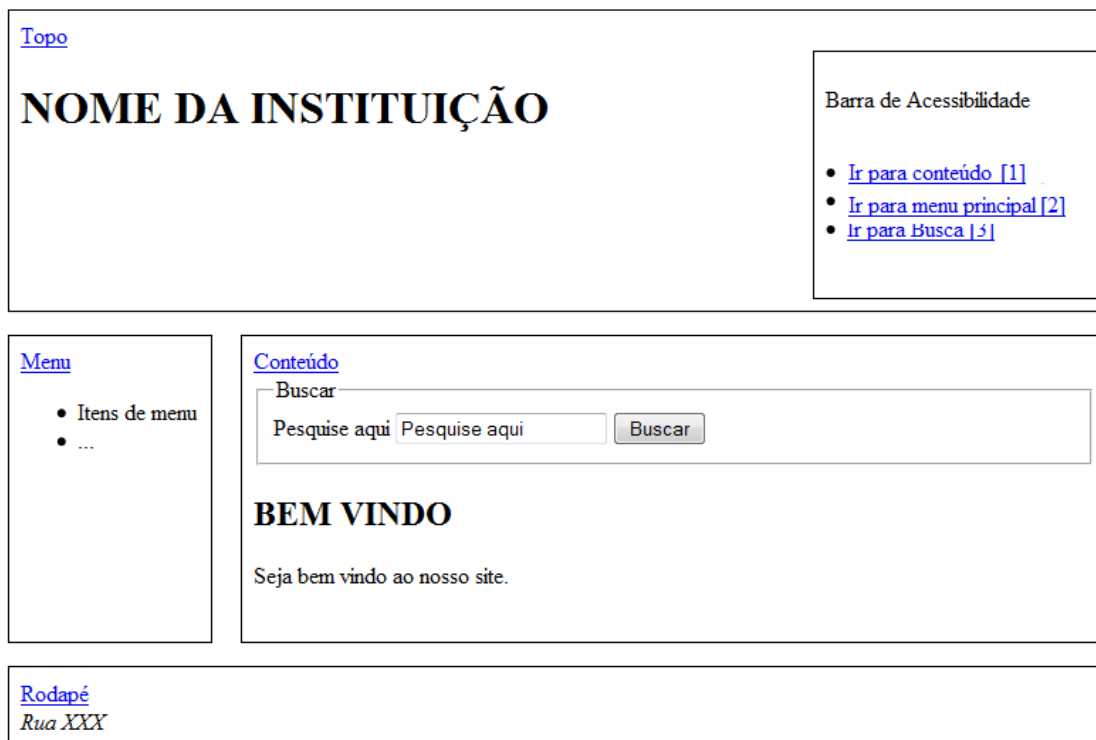 Topo
NOME DA INSTITUIÇÃO
Barra de Acessibilidade
Ir para conteúdo [1]
Ir para menu principal [2]
Ir para Busca [3]
Menu
Itens de menu
...
Conteúdo
Buscar
Pesquise aqui Pesquise aqui Buscar
BEM VINDO
Seja bem vindo ao nosso site.
Rodapé
Rua XXX